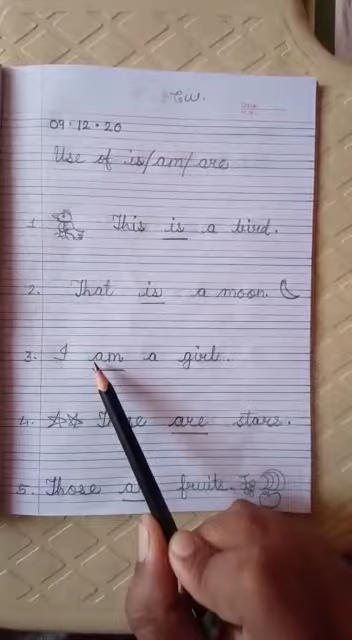 H.W.
09.12.20
Use of is/am/are
1. This is a bird.
2. That is a moon.
3. I am a girl.
4. These are stars.
5. Those a fruits.